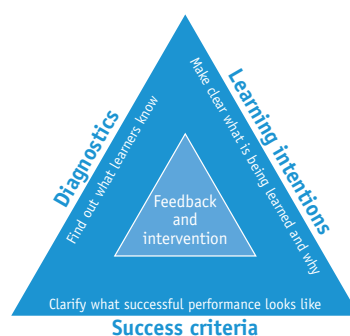 Diagnostics
Find out what learners know
Learning intentions
Make clear what is being learned and why
Feedback
and
intervention
Clarify what successful performance looks like
Success criteria